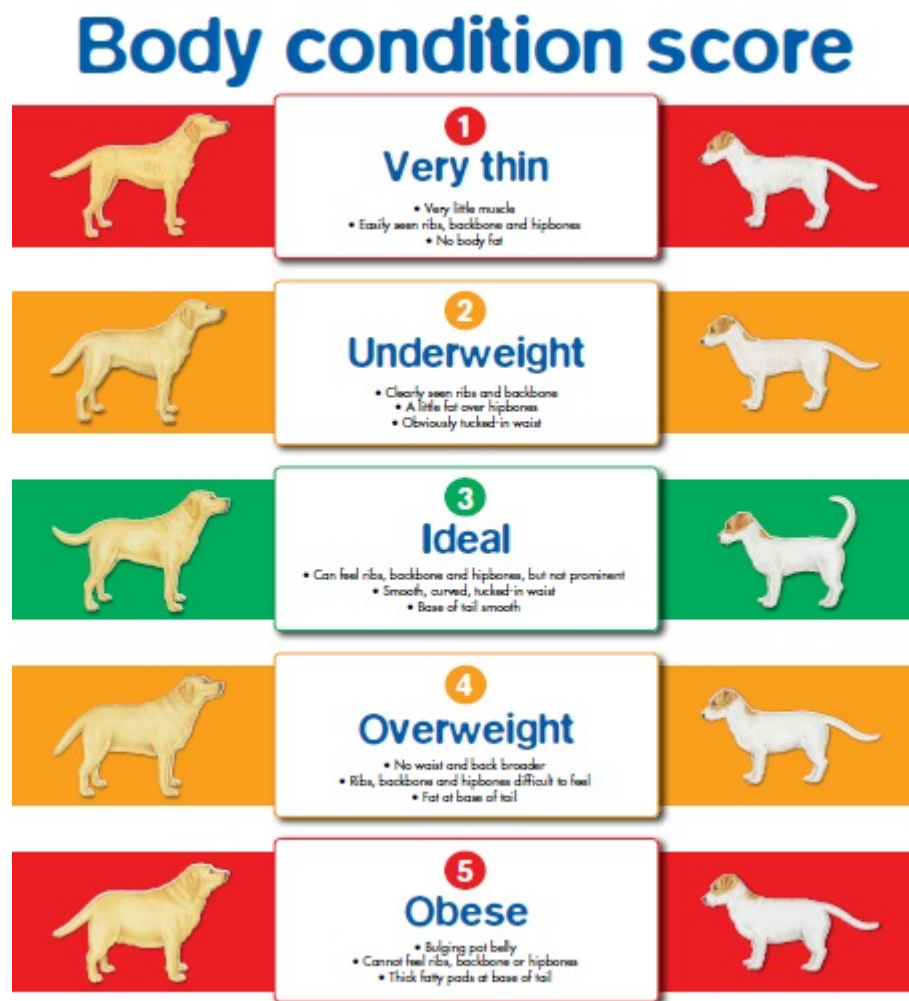 Body condition score
1
Very thin
• Very little muscle
• Easily seen ribs, backbone and hipbones
• No body fat
2
Underweight
• Clearly seen ribs and backbone
• A little fat over hipbones
• Obviously tucked-in waist
3
Ideal
• Can feel ribs, backbone and hipbones, but not prominent
• Smooth, curved, tucked-in waist
• Base of tail smooth
4
Overweight
• No waist and back broader
• Ribs, backbone and hipbones difficult to feel
• Fat at base of tail
5
Obese
• Bulging pot belly
• Cannot feel ribs, backbone or hipbones
• Thick fatty pads at base of tail